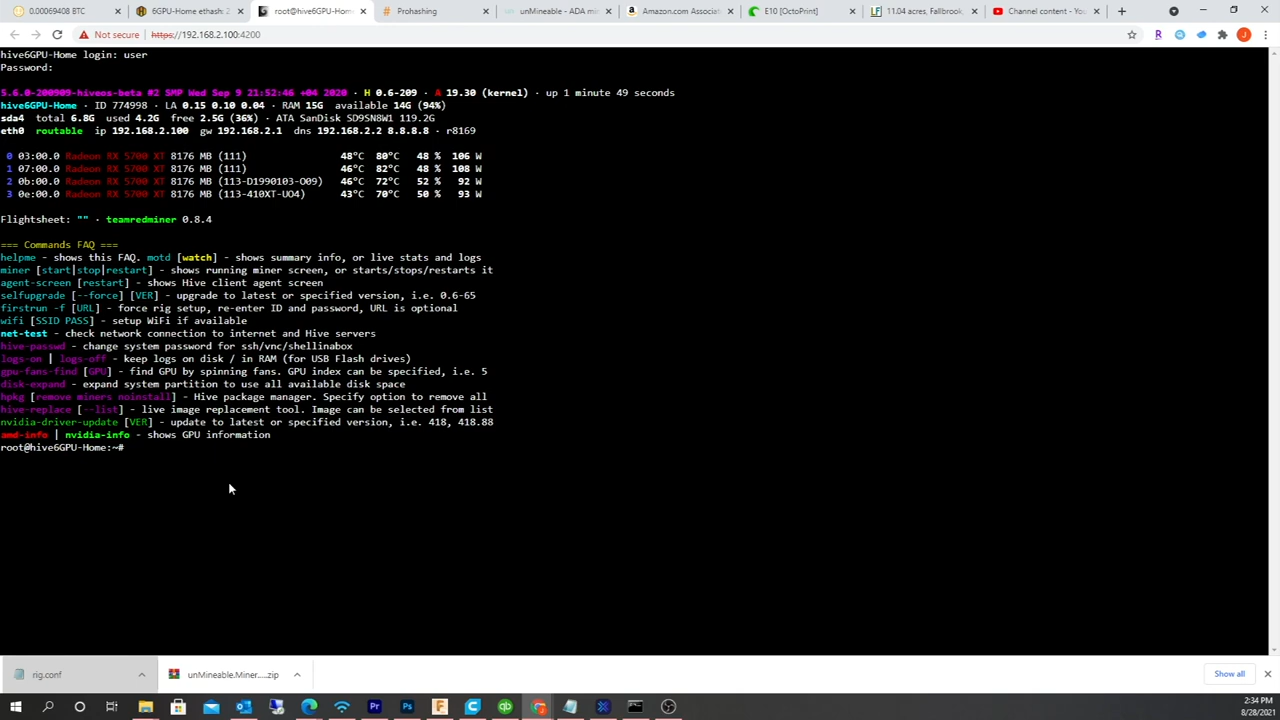 0.00069408 BTC
6GPU-Home ethash: 2
root@hive6GPU-Home
Prohashing
unMineable - ADA mi
Amazon.com Associat
E10 [OctoPrint]
11.04 acres, Fallbrook,
Channel content - You
Not secure
https://192.168.2.100:4200
hive6GPU-Home login: user
Password:
5.6.0-200909-hiveos-beta #2 SMP Wed Sep 9 21:52:46 +04 2020 · H 0.6-209 · A 19.30 (kernel) · up 1 minute 49 seconds
hive6GPU-Home · ID 774998 · LA 0.15 0.10 0.04 · RAM 15G available 14G (94%)
sda4 total 6.8G used 4.2G free 2.5G (36%) · ATA SanDisk SD9SN8W1 119.2G
eth0 routable ip 192.168.2.100 gw 192.168.2.1 dns 192.168.2.2 8.8.8.8 · r8169
0 03:00.0 Radeon RX 5700 XT 8176 MB (111) 48°C 80°C 48 % 106 W
1 07:00.0 Radeon RX 5700 XT 8176 MB (111) 46°C 82°C 48 % 108 W
2 0b:00.0 Radeon RX 5700 XT 8176 MB (113-D1990103-O09) 46°C 72°C 52 % 92 W
3 0e:00.0 Radeon RX 5700 XT 8176 MB (113-410XT-UO4) 43°C 70°C 50 % 93 W
Flightsheet: "" · teamredminer 0.8.4
=== Commands FAQ ===
helpme - shows this FAQ. motd [watch] - shows summary info, or live stats and logs
miner [start|stop|restart] - shows running miner screen, or starts/stops/restarts it
agent-screen [restart] - shows Hive client agent screen
selfupgrade [--force] [VER] - upgrade to latest or specified version, i.e. 0.6-65
firstrun -f [URL] - force rig setup, re-enter ID and password, URL is optional
wifi [SSID PASS] - setup WiFi if available
net-test - check network connection to internet and Hive servers
hive-passwd - change system password for ssh/vnc/shellinabox
logs-on | logs-off - keep logs on disk / in RAM (for USB Flash drives)
gpu-fans-find [GPU] - find GPU by spinning fans. GPU index can be specified, i.e. 5
disk-expand - expand system partition to use all available disk space
hpkg [remove miners noinstall] - Hive package manager. Specify option to remove all
hive-replace [--list] - live image replacement tool. Image can be selected from list
nvidia-driver-update [VER] - update to latest or specified version, i.e. 418, 418.88
amd-info | nvidia-info - shows GPU information
root@hive6GPU-Home:~#
rig.conf
unMineable.Miner....zip
Show all
2:34 PM
8/28/2021